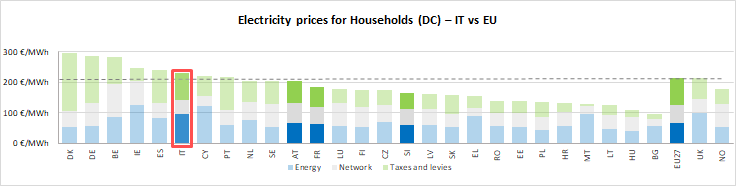 Electricity prices for Households (DC) – IT vs EU
300 €/MWh
200 €/MWh
100 €/MWh
0 €/MWh
DK DE BE IE ES IT CY PT NL SE AT FR LU FI CZ SI LV SK EL RO EE PL HR MT LT HU BG EU27 UK NO
Energy Network Taxes and levies